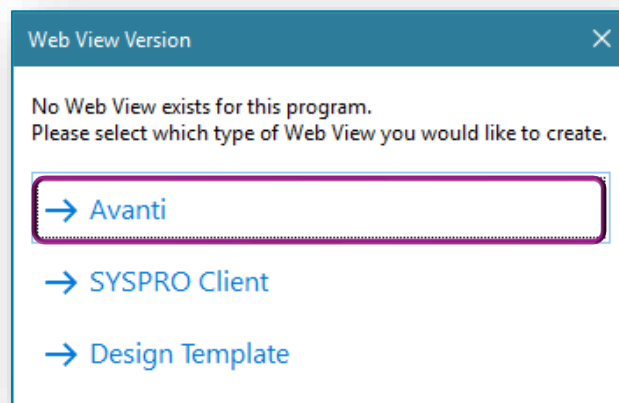 Web View Version
No Web View exists for this program.
Please select which type of Web View you would like to create.
Avanti
SYSPRO Client
Design Template